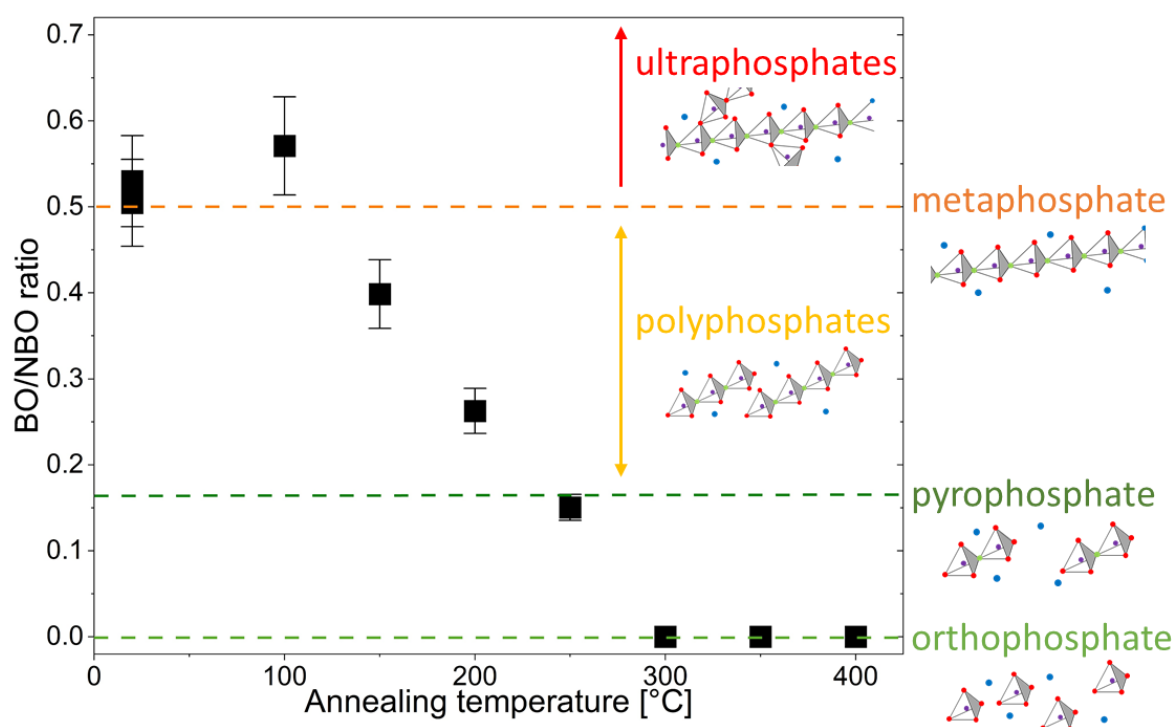 0.7
0.6
0.5
0.4
0.3
0.2
0.1
0.0
BO/NBO ratio
0
100
200
300
400
Annealing temperature [°C]
ultraphosphates
metaphosphate
polyphosphates
pyrophosphate
orthophosphate